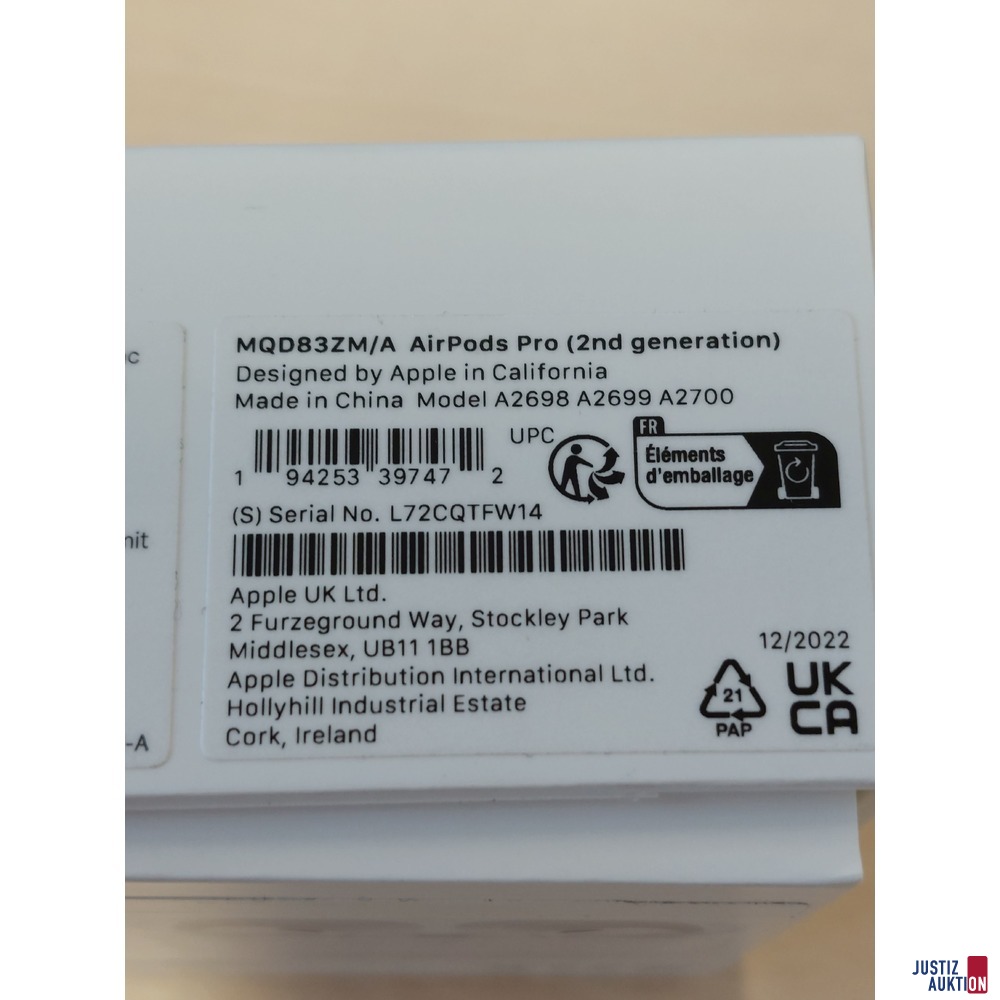 MQD83ZM/A AirPods Pro (2nd generation)
Designed by Apple in California
Made in China Model A2698 A2699 A2700
UPC
1 94253 39747 2
FR
Éléments
d'emballage
(S) Serial No. L72CQTFW14
Apple UK Ltd.
2 Furzeground Way, Stockley Park
Middlesex, UB11 1BB
Apple Distribution International Ltd.
Hollyhill Industrial Estate
Cork, Ireland
12/2022
21
PAP
UK
CA
-A
JUSTIZ
AUKTION